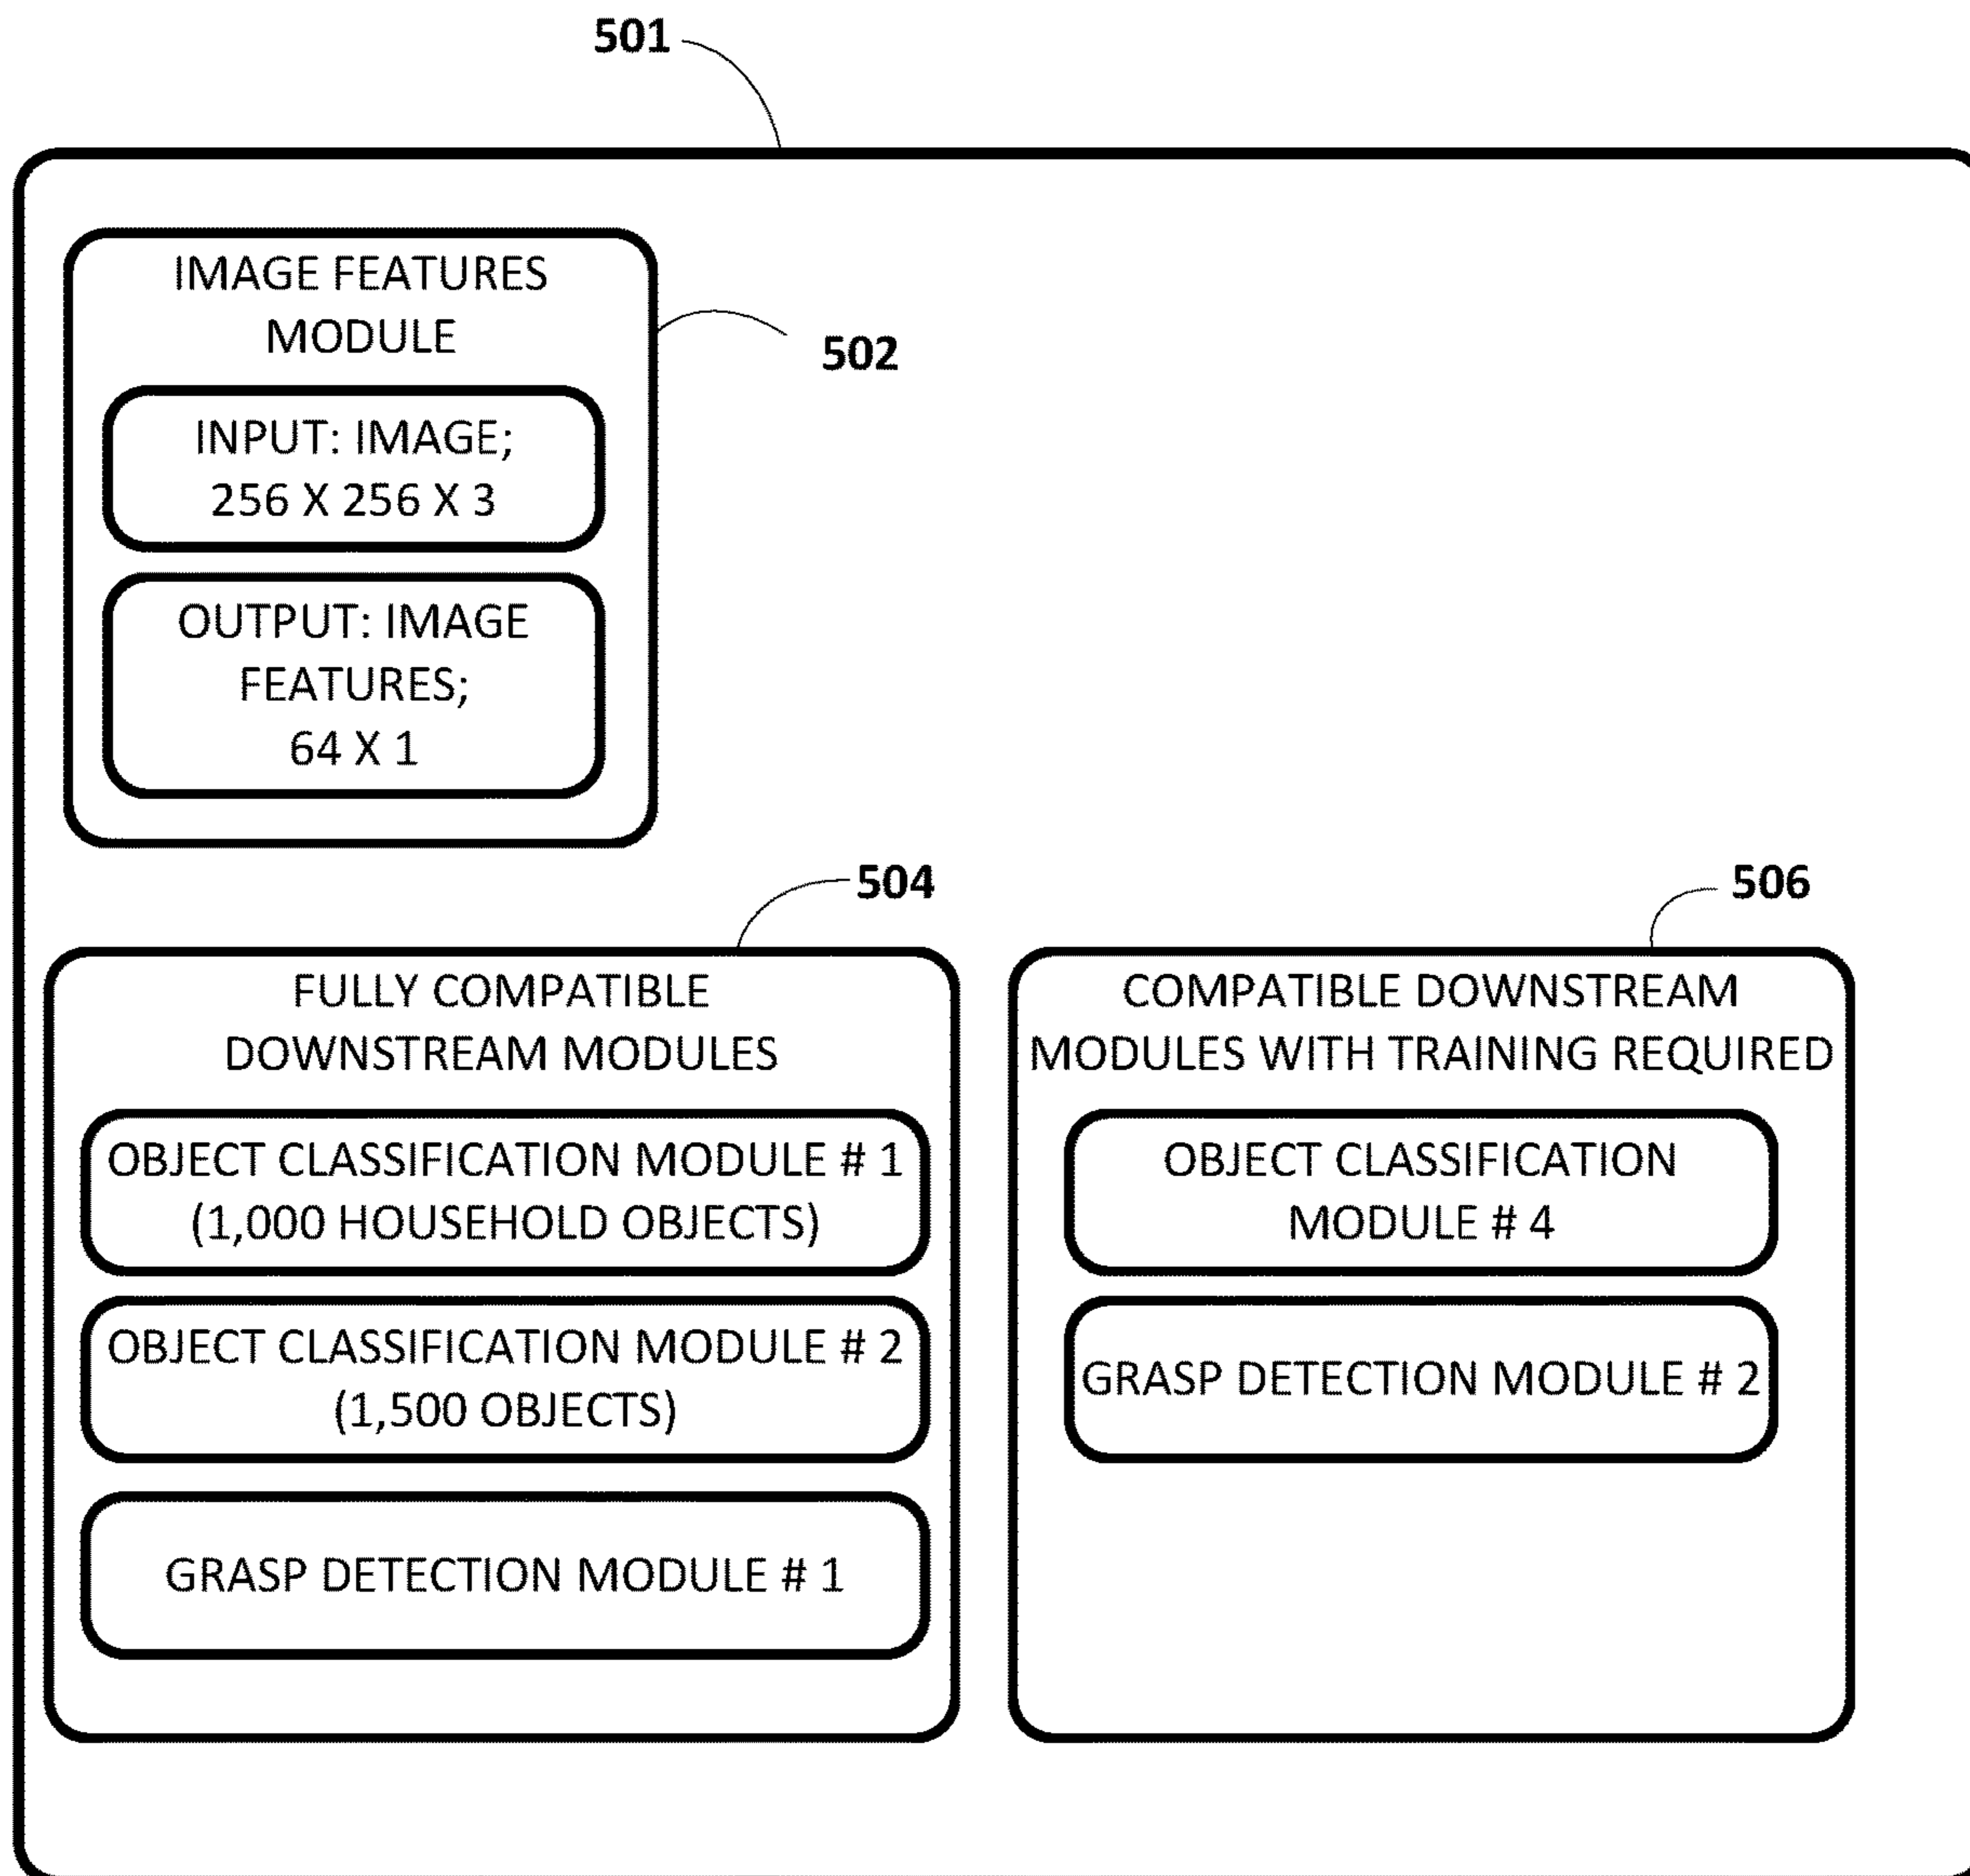 501
IMAGE FEATURES
MODULE
502
INPUT: IMAGE;
256 X 256 X 3
OUTPUT: IMAGE
FEATURES;
64 X 1
504
506
FULLY COMPATIBLE
DOWNSTREAM MODULES
OBJECT CLASSIFICATION MODULE # 1
(1,000 HOUSEHOLD OBJECTS)
OBJECT CLASSIFICATION MODULE # 2
(1,500 OBJECTS)
GRASP DETECTION MODULE # 1
COMPATIBLE DOWNSTREAM
MODULES WITH TRAINING REQUIRED
OBJECT CLASSIFICATION
MODULE # 4
GRASP DETECTION MODULE # 2